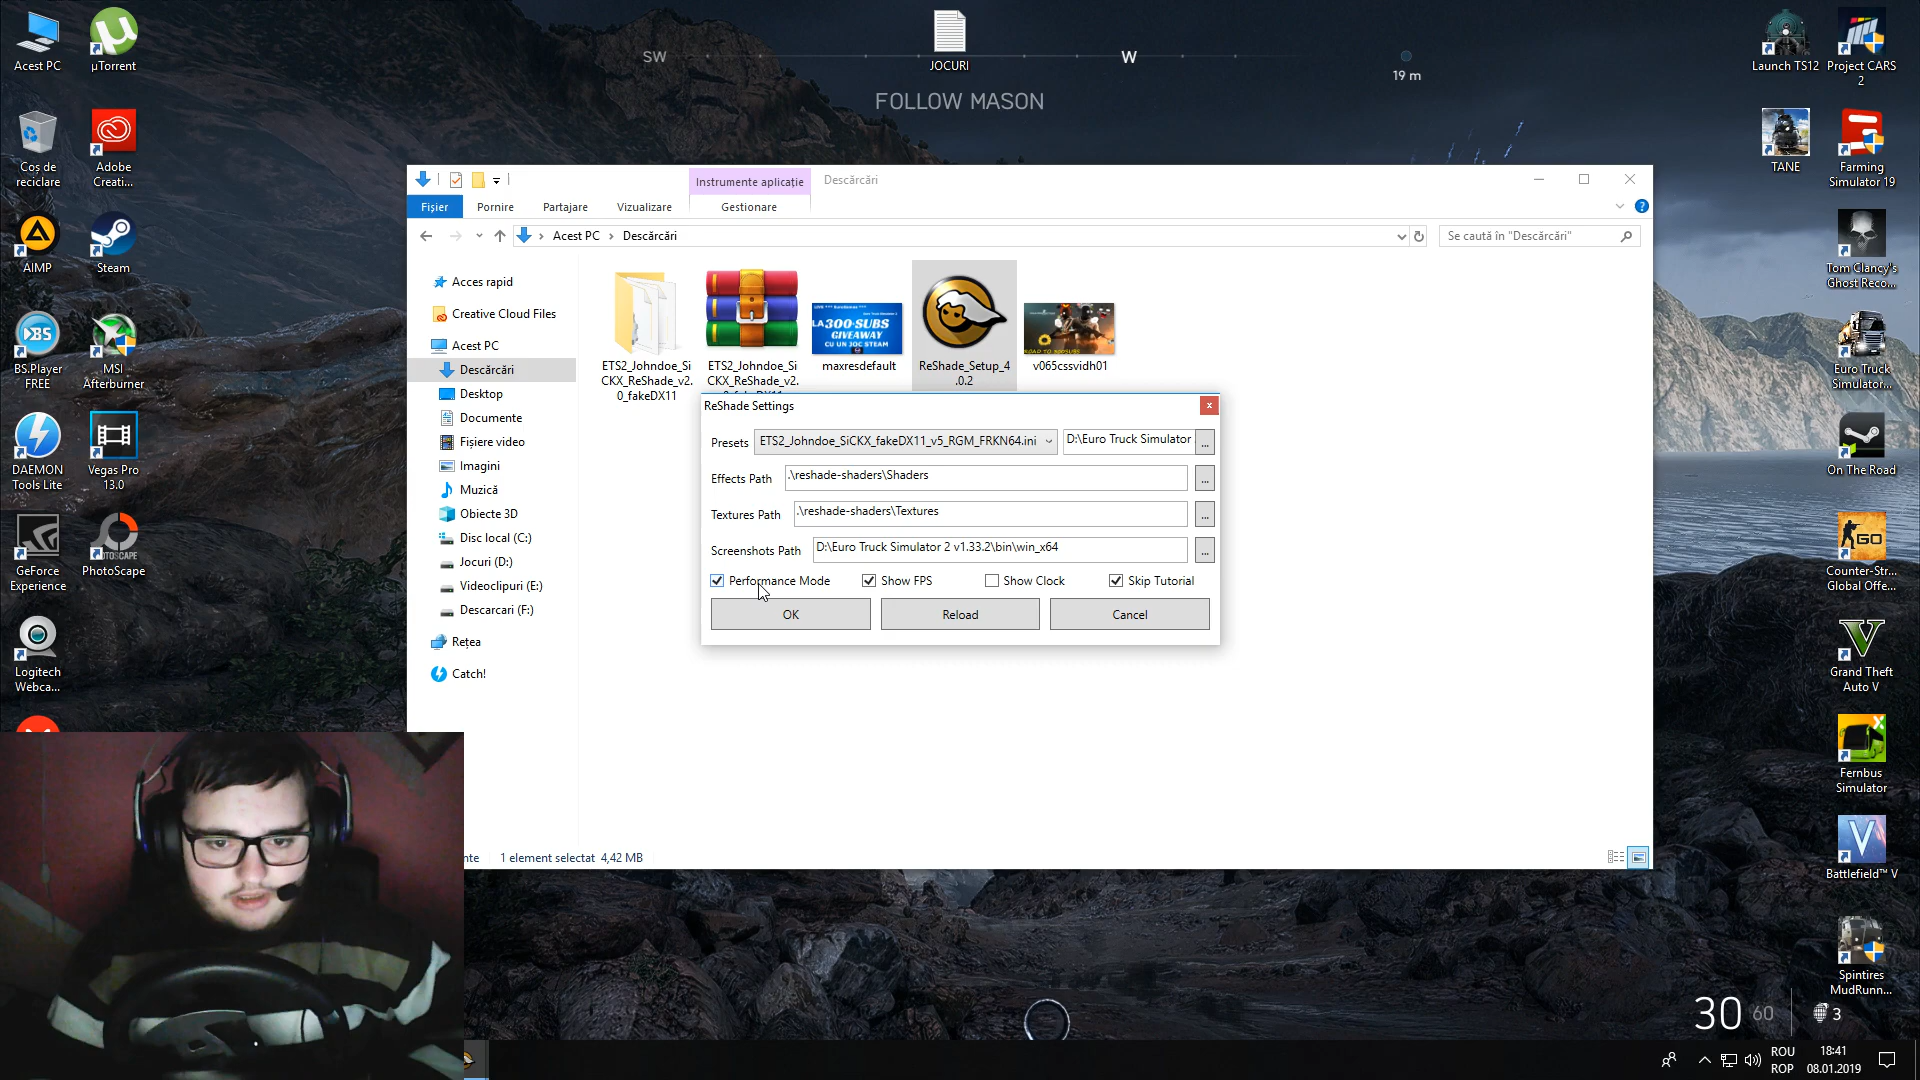 Acest PC
µTorrent
Coș de
reciclare
Adobe
Creati...
AIMP
Steam
BS.Player
FREE
MSI
Afterburner
DAEMON
Tools Lite
Vegas Pro
13.0
GeForce
Experience
PhotoScape
Logitech
Webca...
JOCURI
SW
W
19 m
FOLLOW MASON
Launch TS12
Project CARS
2
TANE
Farming
Simulator 19
Tom Clancy's
Ghost Reco...
Euro Truck
Simulator...
On The Road
Counter-Str...
Global Offe...
Grand Theft
Auto V
Fernbus
Simulator
Battlefield™ V
Spintires
MudRunn...
Instrumente aplicație
Descărcări
Fișier
Pornire
Partajare
Vizualizare
Gestionare
Acest PC > Descărcări
Se caută în "Descărcări"
Acces rapid
Creative Cloud Files
Acest PC
Descărcări
Desktop
Documente
Fișiere video
Imagini
Muzică
Obiecte 3D
Disc local (C:)
Jocuri (D:)
Videoclipuri (E:)
Descarcari (F:)
Rețea
Catch!
ETS2_Johndoe_Si
CKX_ReShade_v2.
0_fakeDX11
ETS2_Johndoe_Si
CKX_ReShade_v2.
LA 300 SUBS
GIVEAWAY
CU UN JOC STEAM
maxresdefault
ReShade_Setup_4
.0.2
v065cssvidh01
ReShade Settings
x
Presets
ETS2_Johndoe_SiCKX_fakeDX11_v5_RGM_FRKN64.ini
D:\Euro Truck Simulator
...
Effects Path
.\reshade-shaders\Shaders
...
Textures Path
.\reshade-shaders\Textures
...
Screenshots Path
D:\Euro Truck Simulator 2 v1.33.2\bin\win_x64
...
Performance Mode
Show FPS
Show Clock
Skip Tutorial
OK
Reload
Cancel
nte
1 element selectat 4,42 MB
30 60
3
ROU
ROP
18:41
08.01.2019